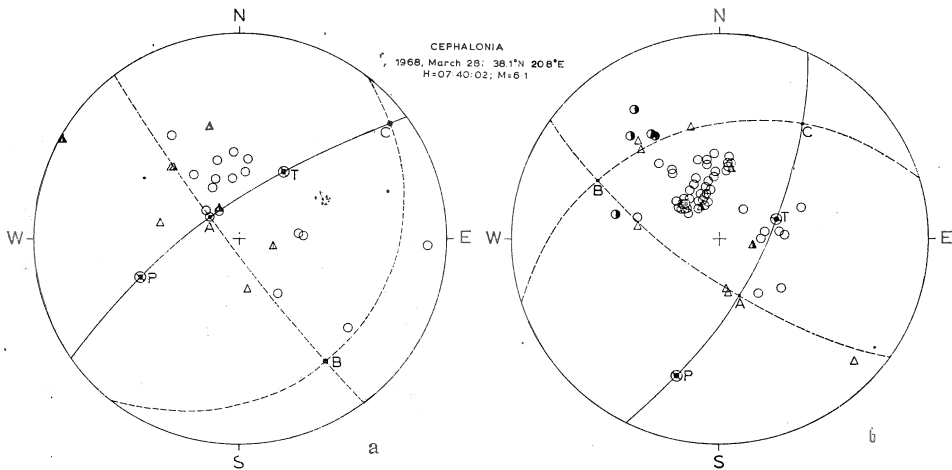 CEPHALONIA
1968, March 28; 38.1°N 20.8°E
H=07:40:02; M=6.1
N
C
T
A
W
E
P
B
S
a
N
C
B
T
W
E
A
P
S
b